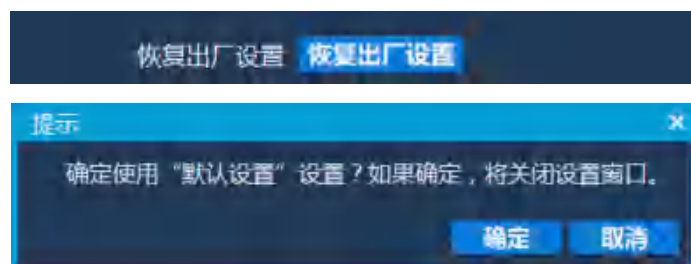 恢复出厂设置 恢复出厂设置
提示 ×
确定使用“默认设置”设置？如果确定，将关闭设置窗口。
确定 取消